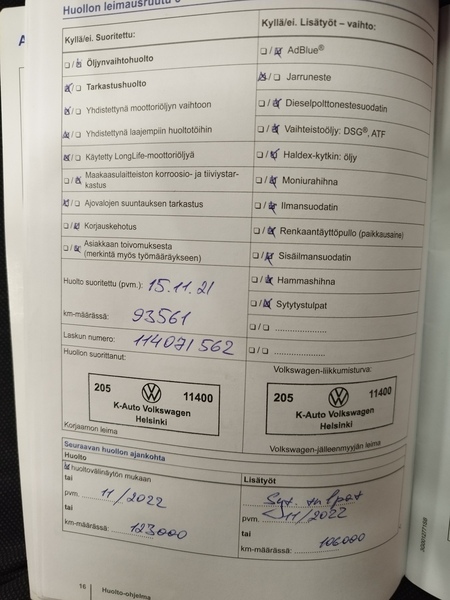 Huollon leimausruutu
Kyllä/ei. Suoritettu:
❑ / ❑ Öljynvaihtohuolto
❑ / ❑ Tarkastushuolto
❑ / ❑ Yhdistettynä moottoriöljyn vaihtoon
❑ / ❑ Yhdistettynä laajempiin huoltotöihin
❑ / ❑ Käytetty LongLife-moottoriöljyä
❑ / ❑ Maakaasulaitteiston korroosio- ja tiiviystar-
kastus
❑ / ❑ Ajovalojen suuntauksen tarkastus
❑ / ❑ Korjauskehotus
❑ / ❑ Asiakkaan toivomuksesta
(merkintä myös työmääräykseen)
Huolto suoritettu (pvm.): 15.11.21
km-määrässä: 93561
Laskun numero: 114071562
Huollon suorittanut:
205 11400
K-Auto Volkswagen
Helsinki
Korjaamon leima
Kyllä/ei. Lisätyöt – vaihto:
❑ / ❑ AdBlue®
❑ / ❑ Jarruneste
❑ / ❑ Dieselpolttonestesuodatin
❑ / ❑ Vaihteistoöljy: DSG®, ATF
❑ / ❑ Haldex-kytkin: öljy
❑ / ❑ Moniurahihna
❑ / ❑ Ilmansuodatin
❑ / ❑ Renkaantäyttöpullo (paikkausaine)
❑ / ❑ Sisäilmansuodatin
❑ / ❑ Hammashihna
❑ / ❑ Sytytystulpat
❑ / ❑ ........................
❑ / ❑ ........................
Volkswagen-liikkumisturva:
205 11400
K-Auto Volkswagen
Helsinki
Volkswagen-jälleenmyyjän leima
Seuraavan huollon ajankohta
Huolto
❑ huoltovälinäytön mukaan
tai
pvm. 11/2022
tai
km-määrässä: 123000
Lisätyöt
Syt. tulpat
pvm. 11/2022
tai
km-määrässä: 106000
16 Huolto-ohjelma